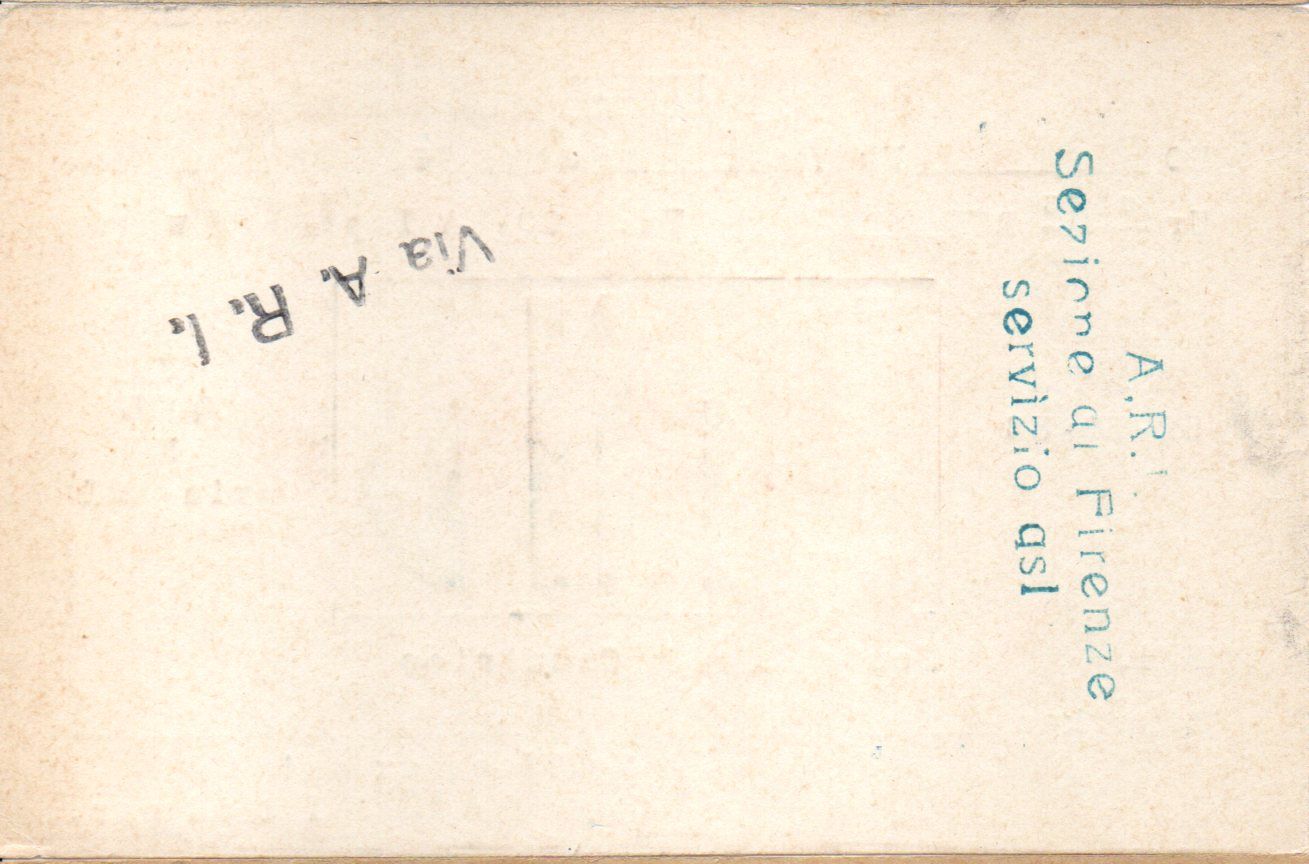 A.R.I.
Sezione di Firenze
servizio qsl
Via A. R. I.